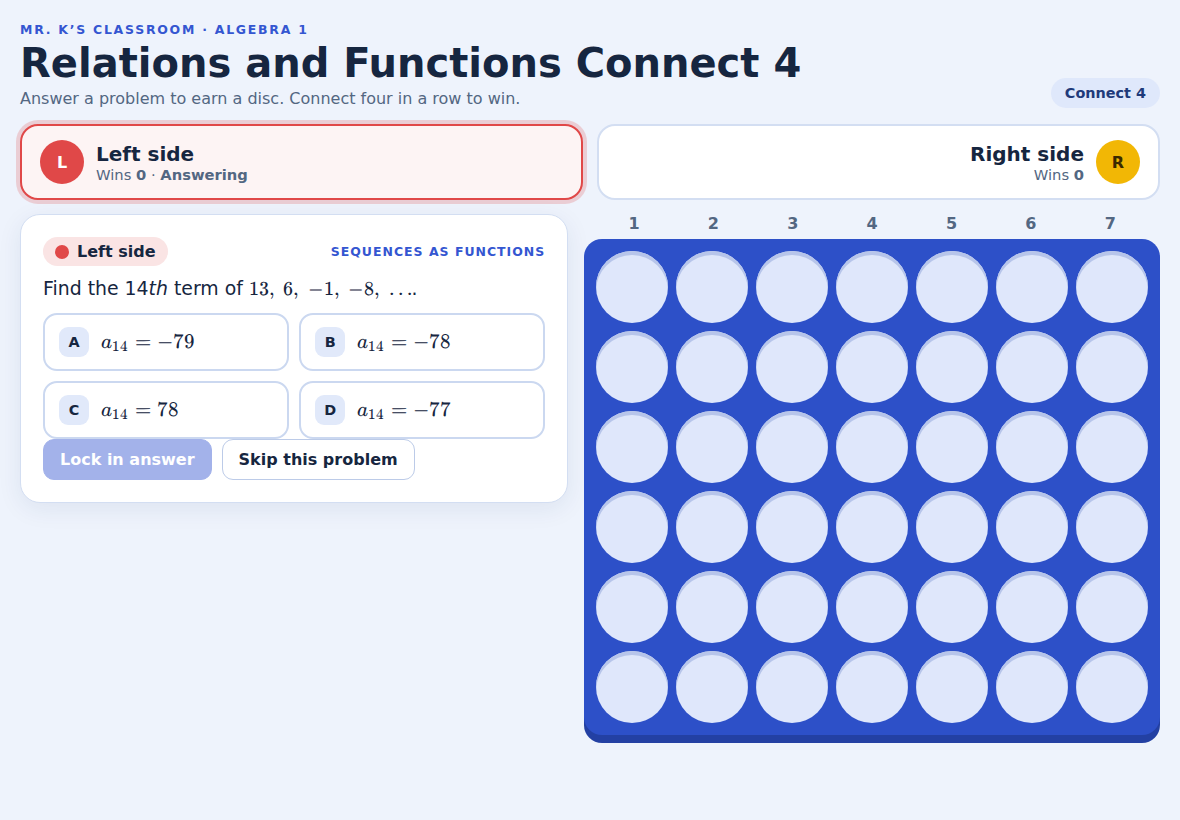 MR. K’S CLASSROOM · ALGEBRA 1
Relations and Functions Connect 4
Answer a problem to earn a disc. Connect four in a row to win.
Connect 4
L
Left side
Wins 0 · Answering
Right side
Wins 0
R
Left side
SEQUENCES AS FUNCTIONS
Find the 14th term of 13, 6, −1, −8, ….
A a₁₄ = −79
B a₁₄ = −78
C a₁₄ = 78
D a₁₄ = −77
Lock in answer
Skip this problem
1 2 3 4 5 6 7